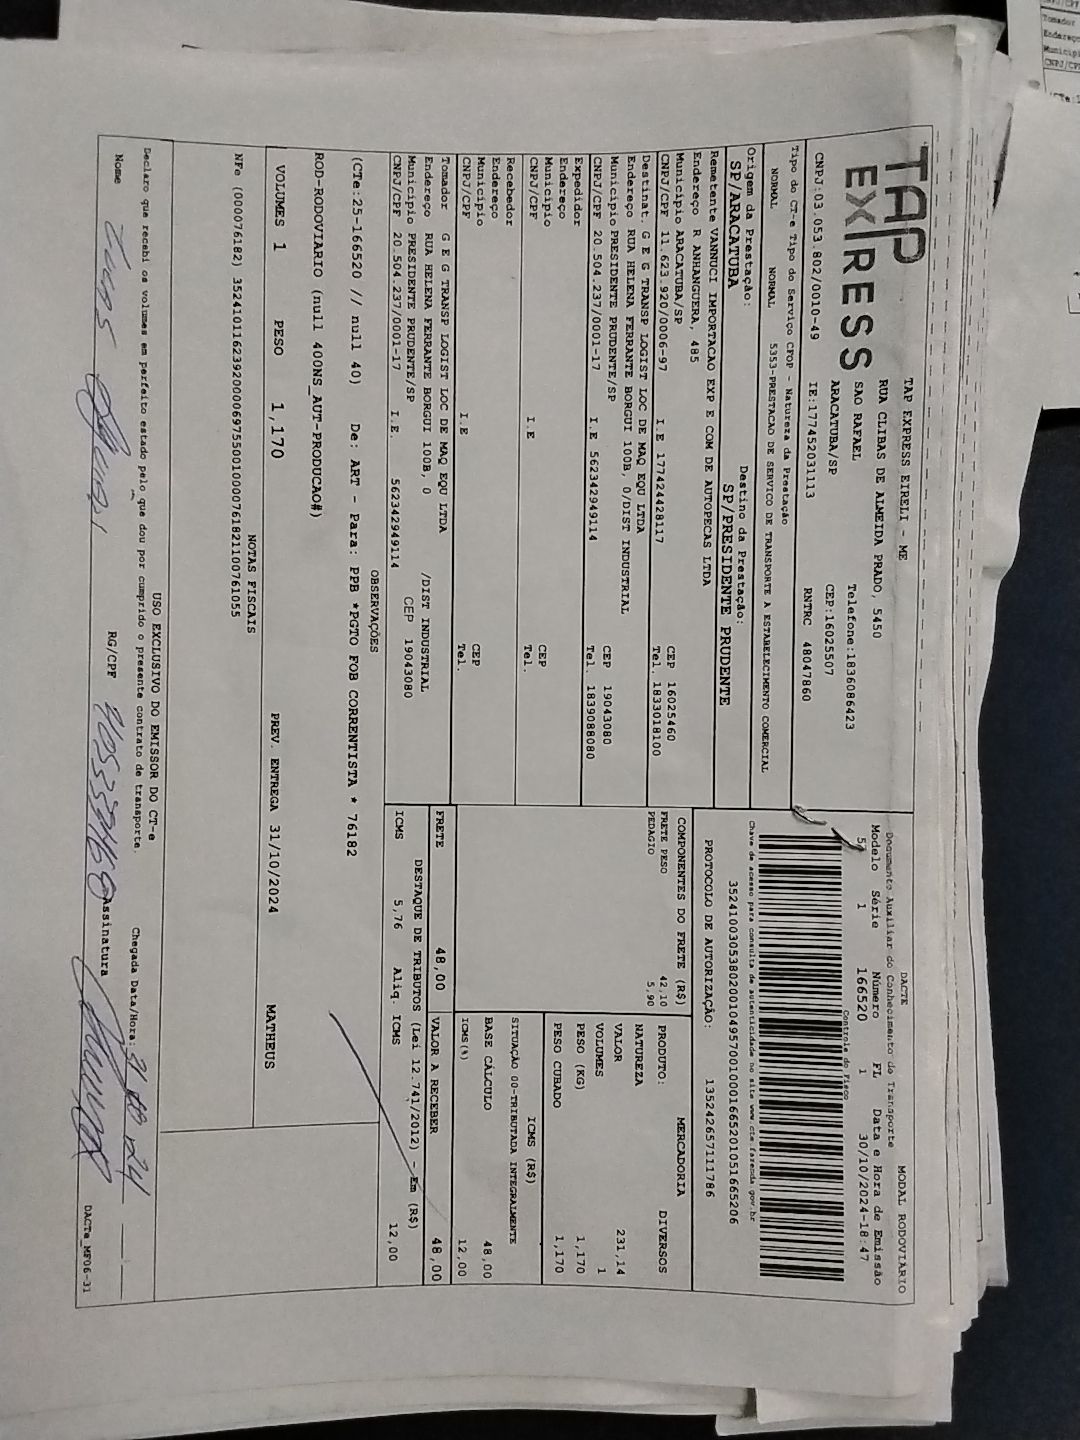 TAP
EXPRESS
TAP EXPRESS EIRELI - ME
RUA CLIBAS DE ALMEIDA PRADO, 5450
SAO RAFAEL CEP:16025507
ARACATUBA/SP Telefone:1836086423
CNPJ:03.053.802/0010-49 IE:177452031113 RNTRC 48047860
DACTE MODAL RODOVIÁRIO
Documento Auxiliar do Conhecimento de Transporte
Modelo Série Número FL Data e Hora de Emissão
57 1 166520 1 30/10/2024-18:47
Controle do Fisco
Chave de acesso para consulta de autenticidade no site www.cte.fazenda.gov.br
35241003053802001049570010001665201051665206
PROTOCOLO DE AUTORIZAÇÃO: 135242657111786
Tipo do CT-e Tipo do Serviço CFOP - Natureza da Prestação
NORMAL NORMAL 5353-PRESTACAO DE SERVICO DE TRANSPORTE A ESTABELECIMENTO COMERCIAL
Origem da Prestação: Destino da Prestação:
SP/ARACATUBA SP/PRESIDENTE PRUDENTE
Remetente VANNUCI IMPORTACAO EXP E COM DE AUTOPECAS LTDA
Endereço R ANHANGUERA, 485
Município ARACATUBA/SP CEP 16025460
CNPJ/CPF 11.623.920/0006-97 I.E 177424428117 Tel. 1833018100
Destinat. G E G TRANSP LOGIST LOC DE MAQ EQU LTDA
Endereço RUA HELENA FERRANTE BORGUI 100B, 0/DIST INDUSTRIAL
Município PRESIDENTE PRUDENTE/SP CEP 19043080
CNPJ/CPF 20.504.237/0001-17 I.E 562342949114 Tel. 1839088080
Expedidor
Endereço
Município CEP
CNPJ/CPF I.E Tel.
Recebedor
Endereço
Município CEP
CNPJ/CPF I.E Tel.
Tomador G E G TRANSP LOGIST LOC DE MAQ EQU LTDA
Endereço RUA HELENA FERRANTE BORGUI 100B, 0 /DIST INDUSTRIAL
Município PRESIDENTE PRUDENTE/SP CEP 19043080
CNPJ/CPF 20.504.237/0001-17 I.E. 562342949114
COMPONENTES DO FRETE (R$)
FRETE PESO 42,10
PEDAGIO 5,90
FRETE 48,00
MERCADORIA
PRODUTO: DIVERSOS
NATUREZA
VALOR 231,14
VOLUMES 1
PESO (KG) 1,170
PESO CUBADO 1,170
ICMS (R$)
SITUAÇÃO 00-TRIBUTADA INTEGRALMENTE
BASE CÁLCULO 48,00
ICMS(%) 12,00
VALOR A RECEBER 48,00
DESTAQUE DE TRIBUTOS (Lei 12.741/2012) - Em (R$)
ICMS 5,76 Aliq. ICMS 12,00
OBSERVAÇÕES
(CTe:25-166520 // null 40) De: ART - Para: PPB *PGTO FOB CORRENTISTA * 76182
ROD-RODOVIARIO (null 400NS_AUT-PRODUCAO#)
VOLUMES 1 PESO 1,170 PREV. ENTREGA 31/10/2024 MATHEUS
NOTAS FISCAIS
NFe (000076182) 35241011623920000697550010000761821100761055
USO EXCLUSIVO DO EMISSOR DO CT-e
Declaro que recebi os volumes em perfeito estado pelo que dou por cumprido o presente contrato de transporte. Chegada Data/Hora:
Nome RG/CPF Assinatura
DACTe_MF06-31